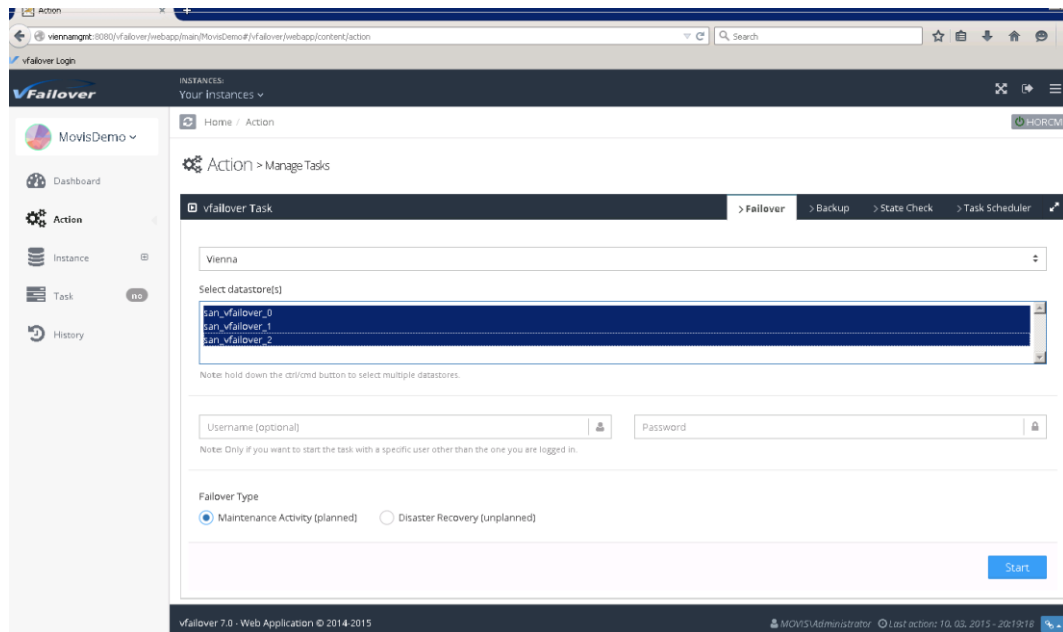 Action
viennamgmt:8080/vfailover/webapp/main/MovisDemo#/vfailover/webapp/content/action
Search
vfailover Login
VFailover
INSTANCES:
Your instances
MovisDemo
Home / Action
HORCM
Action > Manage Tasks
Dashboard
Action
Instance
Task no
History
vfailover Task
> Failover
> Backup
> State Check
> Task Scheduler
Vienna
Select datastore(s)
san_vfailover_0
san_vfailover_1
san_vfailover_2
Note: hold down the ctrl/cmd button to select multiple datastores.
Username (optional)
Password
Note: Only if you want to start the task with a specific user other than the one you are logged in.
Failover Type
Maintenance Activity (planned)
Disaster Recovery (unplanned)
Start
vfailover 7.0 - Web Application © 2014-2015
MOVIS\Administrator
Last action: 10. 03. 2015 - 20:19:18